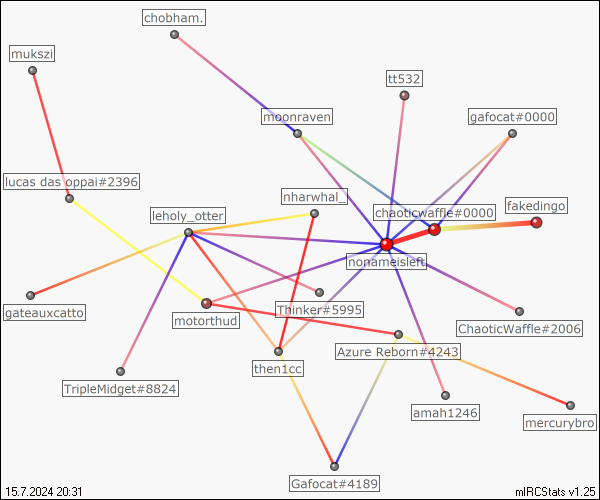 chobham.
mukszi
tt532
moonraven
gafocat#0000
lucas das oppai#2396
nharwhal_
fakedingo
leholy_otter
chaoticwaffle#0000
nonameisleft
gateauxcatto
Thinker#5995
motorthud
ChaoticWaffle#2006
Azure Reborn#4243
then1cc
TripleMidget#8824
amah1246
mercurybro
Gafocat#4189
15.7.2024 20:31
mIRCStats v1.25